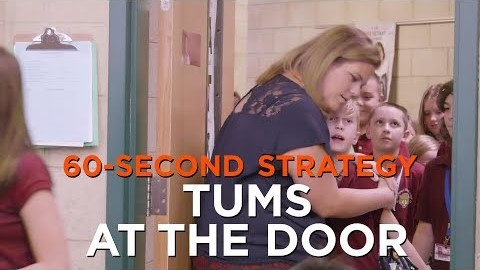 60-SECOND STRATEGY
TUMS
AT THE DOOR